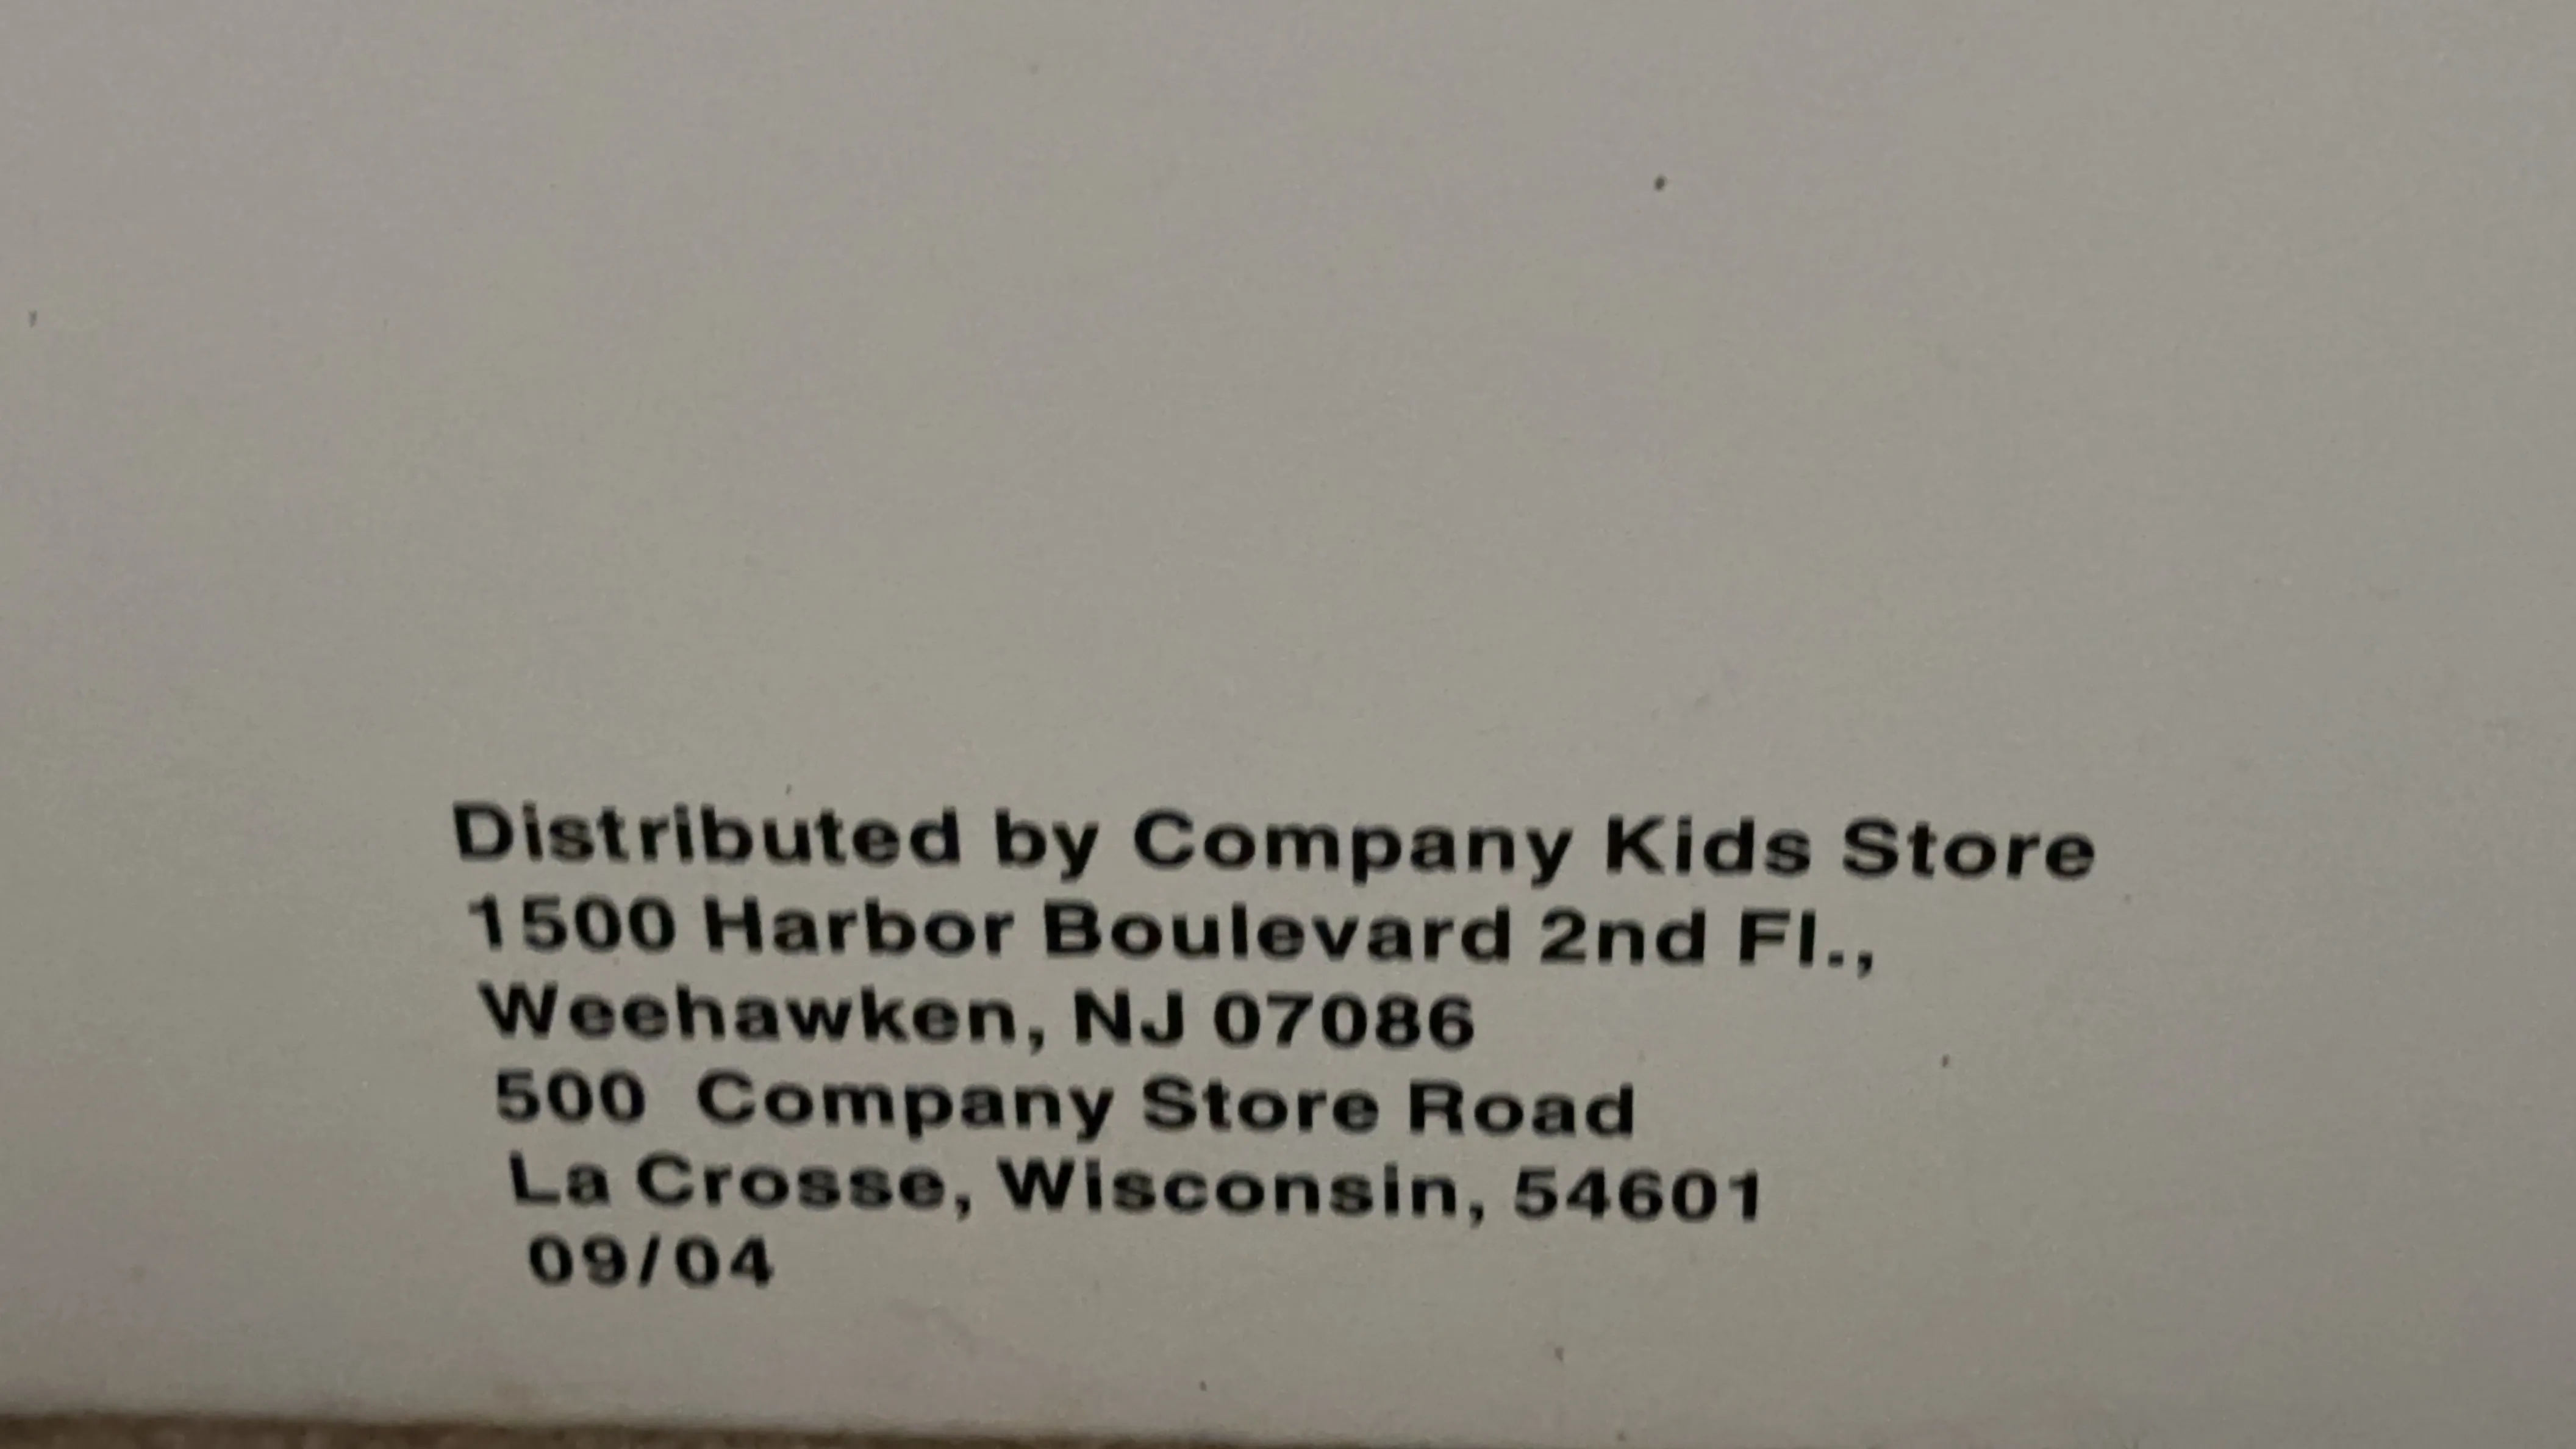 Distributed by Company Kids Store
1500 Harbor Boulevard 2nd Fl.,
Weehawken, NJ 07086
500 Company Store Road
La Crosse, Wisconsin, 54601
09/04